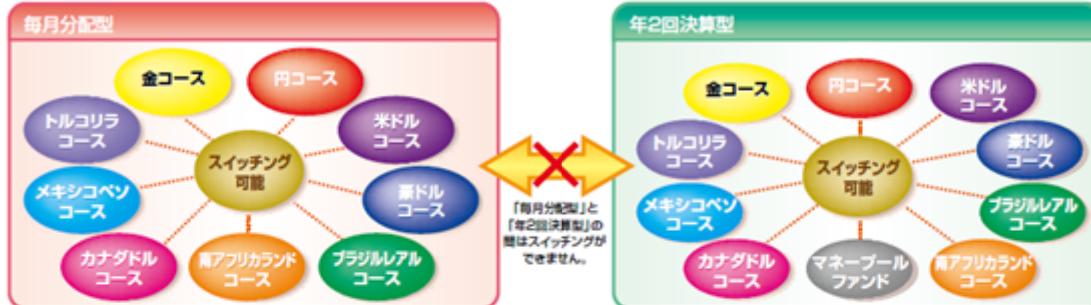 毎月分配型
金コース
円コース
トルコリラ
コース
米ドル
コース
スイッチング
可能
メキシコペソ
コース
豪ドル
コース
カナダドル
コース
南アフリカランド
コース
ブラジルレアル
コース
「毎月分配型」と
「年2回決算型」の
間はスイッチングが
できません。
年2回決算型
金コース
円コース
米ドル
コース
トルコリラ
コース
豪ドル
コース
スイッチング
可能
メキシコペソ
コース
ブラジルレアル
コース
カナダドル
コース
マネープール
ファンド
南アフリカランド
コース